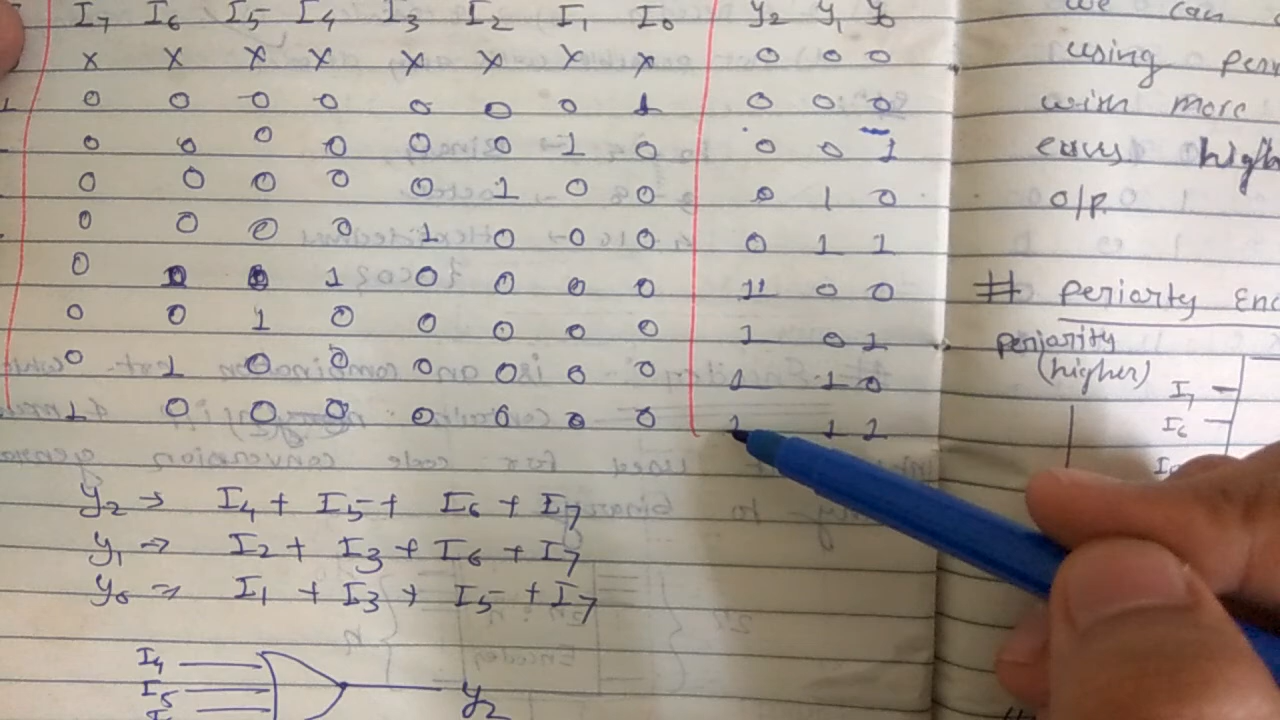 I7 I6 I5 I4 I3 I2 I1 I0 y2 y1 y0
x x x x x x x x 0 0 0
0 0 0 0 0 0 0 1 0 0 0
0 0 0 0 0 0 1 0 0 0 1
0 0 0 0 0 1 0 0 0 1 0
0 0 0 0 1 0 0 0 0 1 1
0 0 0 1 0 0 0 0 1 0 0
0 0 1 0 0 0 0 0 1 0 1
0 1 0 0 0 0 0 0 1 1 0
1 0 0 0 0 0 0 0 1 1 1
y2 → I4 + I5 + I6 + I7
y1 → I2 + I3 + I6 + I7
y0 → I1 + I3 + I5 + I7
I4
I5
y2
we can
using
with more
high
O/P.
# periarty Enc
perjarity
(higher)
I7
I6